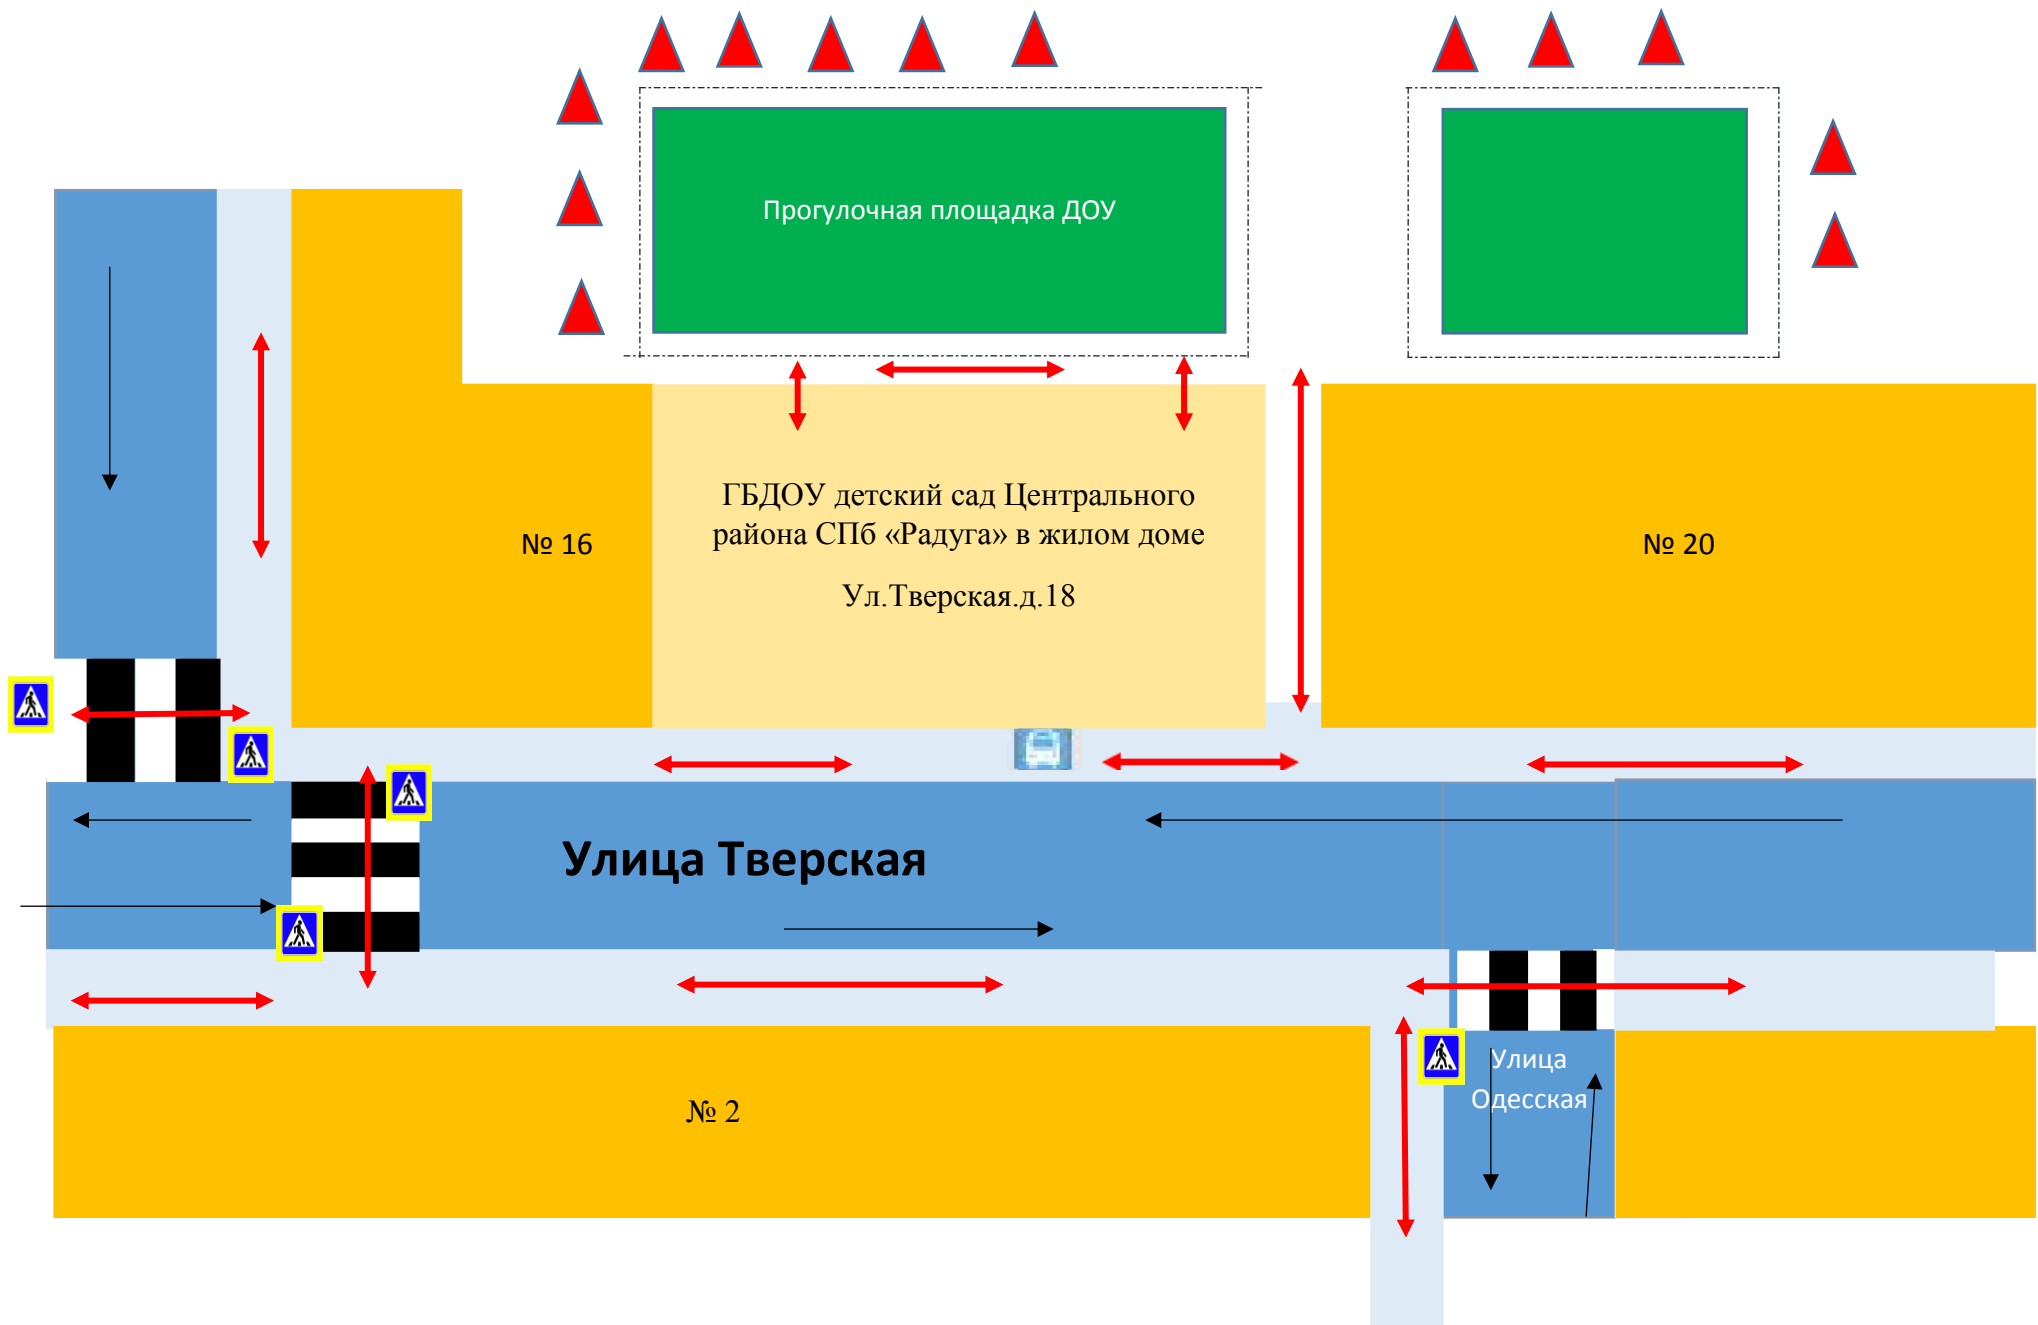 Прогулочная площадка ДОУ
ГБДОУ детский сад Центрального
района СПб «Радуга» в жилом доме
Ул.Тверская.д.18
№ 16
№ 20
Улица Тверская
Улица
Одесская
№ 2